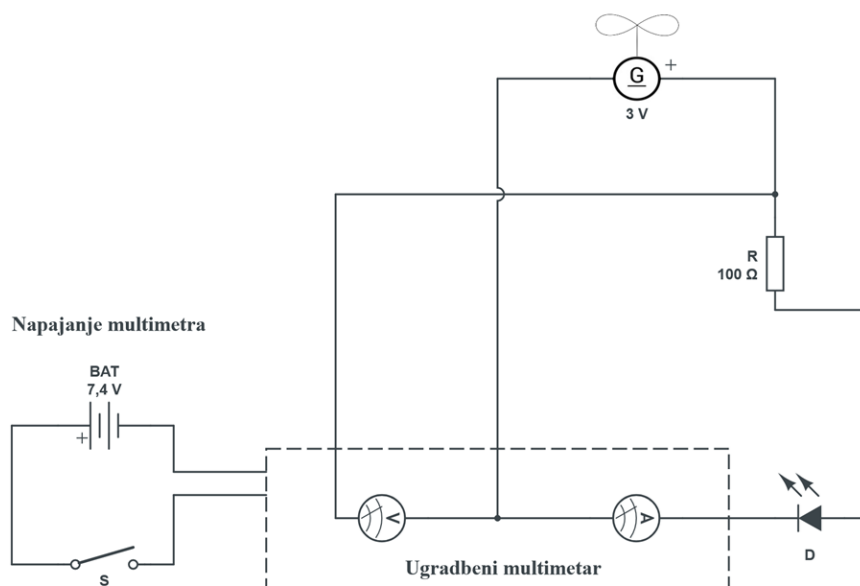 G
+
3 V
R
100 Ω
Napajanje multimetra
BAT
7,4 V
+
S
V
A
D
Ugradbeni multimetar